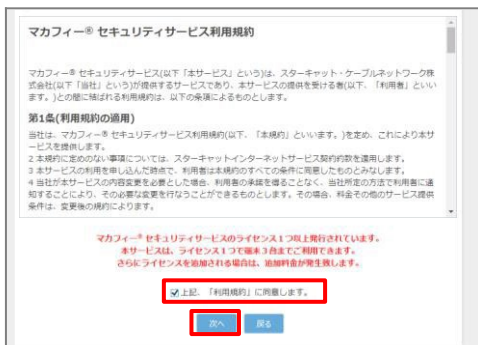 マカフィー® セキュリティサービス利用規約
マカフィー® セキュリティサービス(以下「本サービス」という)は、スターキャット・ケーブルネットワーク株
式会社(以下「当社」という)が提供するサービスであり、本サービスの提供を受ける者(以下、「利用者」といい
ます。)との間に結ばれる利用規約は、以下の条項によるものとします。
第1条(利用規約の適用)
当社は、マカフィー® セキュリティサービス利用規約(以下、「本規約」といいます。)を定め、これにより本サ
ービスを提供します。
2 本規約に定めのない事項については、スターキャットインターネットサービス契約約款を適用します。
3 本サービスの利用を申し込んだ時点で、利用者は本規約のすべての条件に同意したものとみなします。
4 当社が本サービスの内容変更を必要とした場合、利用者の承諾を得ることなく、当社所定の方法で利用者に通
知することにより、その必要な変更を行なうことができるものとします。その場合、料金その他のサービス提供
条件は、変更後の規約によります。
マカフィー® セキュリティサービスのライセンス1つ以上発行されています。
本サービスは、ライセンス1つで端末3台までご利用できます。
さらにライセンスを追加される場合は、追加料金が発生致します。
上記、「利用規約」に同意します。
次へ 戻る